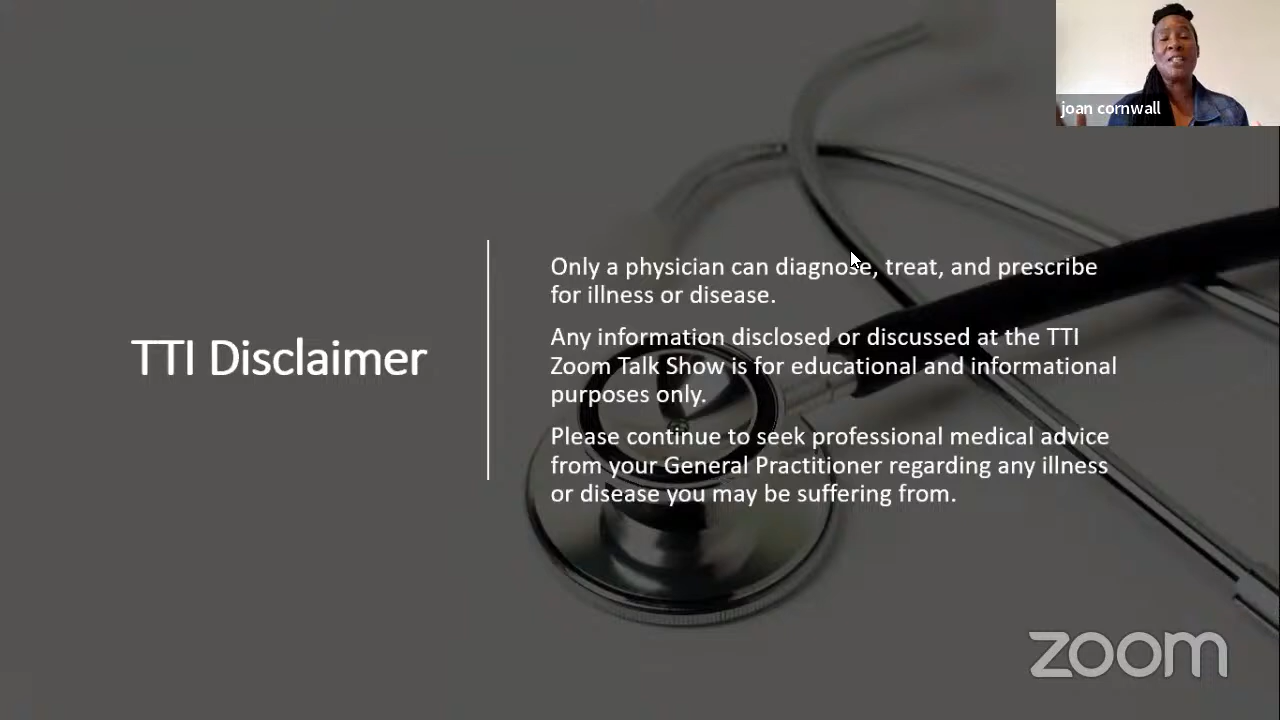 joan cornwall
TTI Disclaimer
Only a physician can diagnose, treat, and prescribe
for illness or disease.
Any information disclosed or discussed at the TTI
Zoom Talk Show is for educational and informational
purposes only.
Please continue to seek professional medical advice
from your General Practitioner regarding any illness
or disease you may be suffering from.
zoom